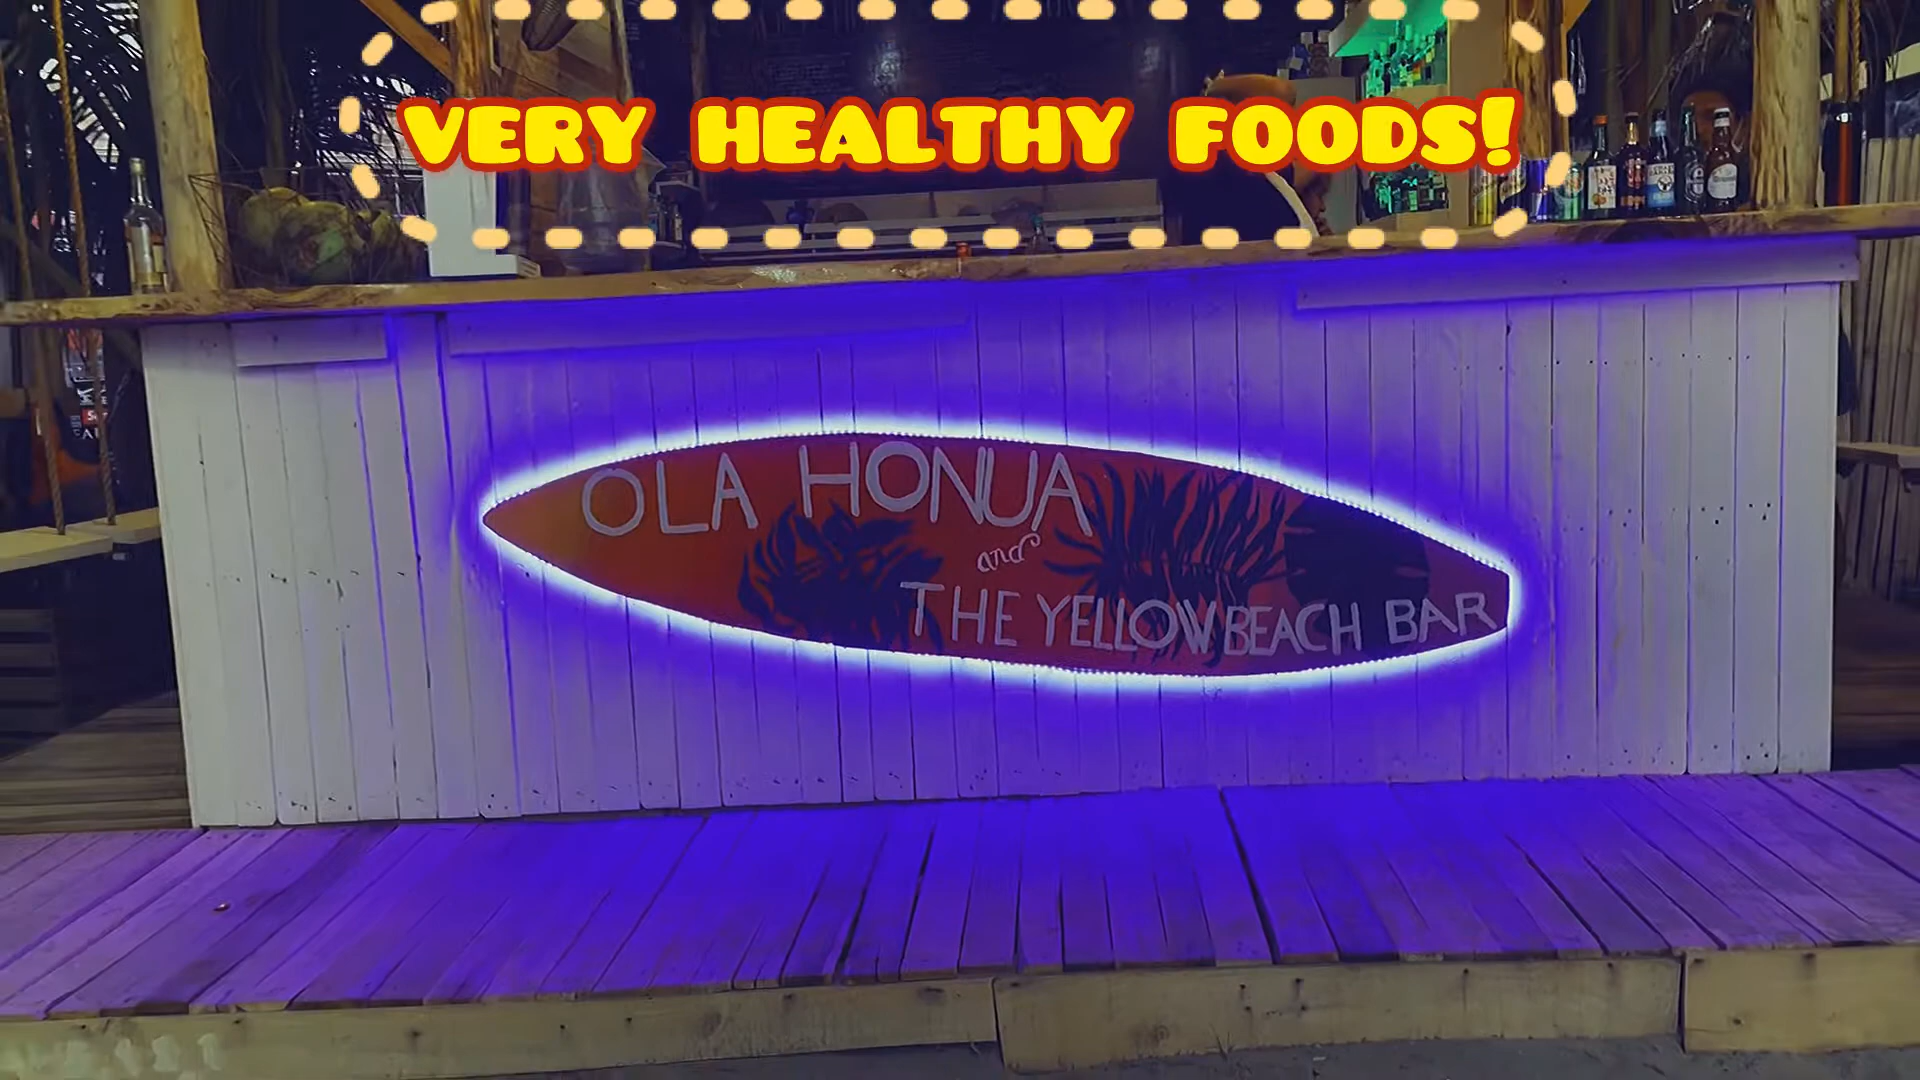 VERY HEALTHY FOODS!
OLA HONUA
and
THE YELLOW BEACH BAR